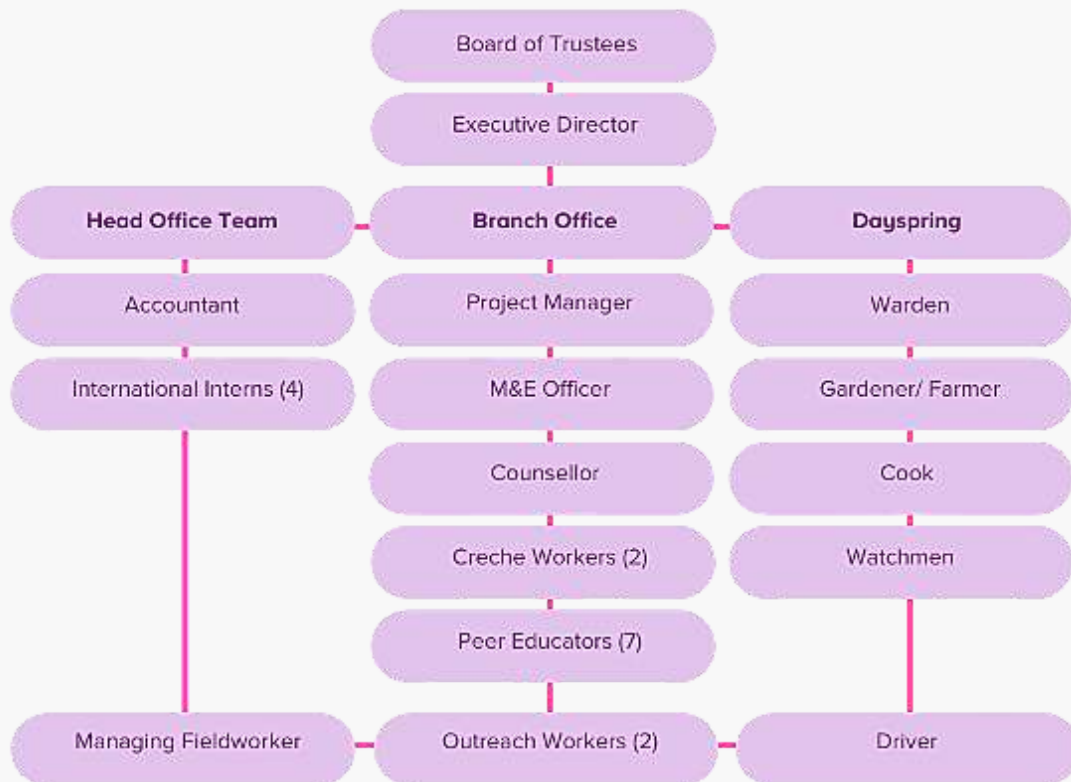 Board of Trustees
Executive Director
Head Office Team
Branch Office
Dayspring
Accountant
Project Manager
Warden
International Interns (4)
M&E Officer
Gardener/ Farmer
Counsellor
Cook
Creche Workers (2)
Watchmen
Peer Educators (7)
Managing Fieldworker
Outreach Workers (2)
Driver